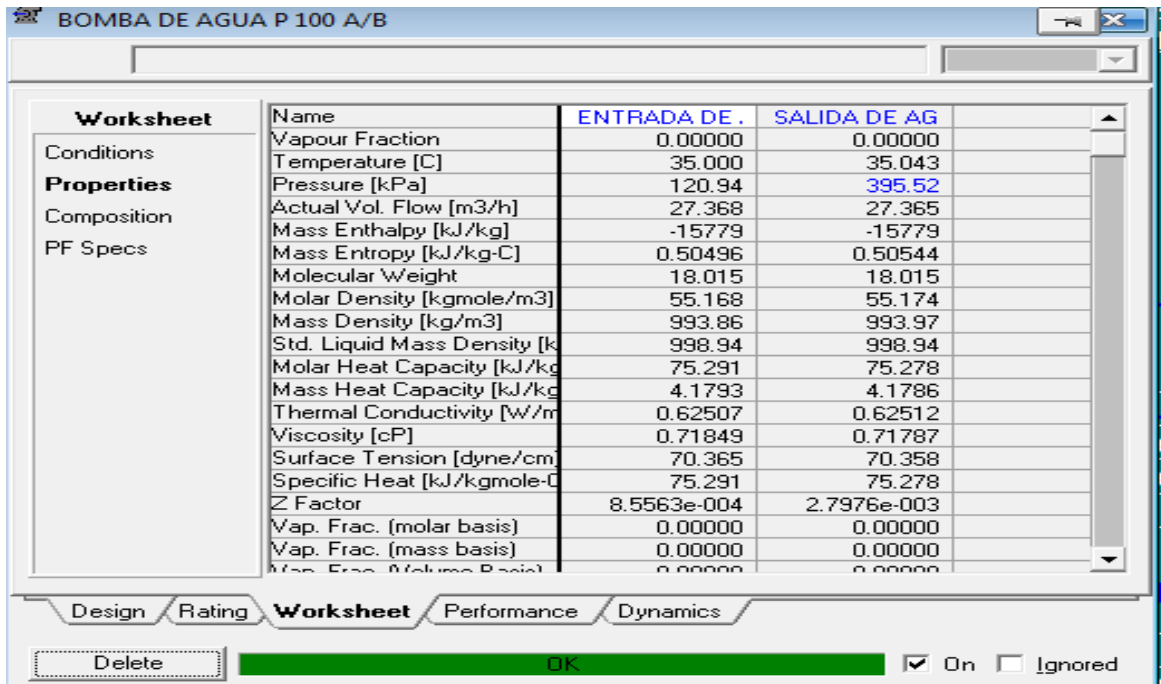 BOMBA DE AGUA P 100 A/B
Worksheet
Conditions
Properties
Composition
PF Specs
Name ENTRADA DE . SALIDA DE AG
Vapour Fraction 0.00000 0.00000
Temperature [C] 35.000 35.043
Pressure [kPa] 120.94 395.52
Actual Vol. Flow [m3/h] 27.368 27.365
Mass Enthalpy [kJ/kg] -15779 -15779
Mass Entropy [kJ/kg-C] 0.50496 0.50544
Molecular Weight 18.015 18.015
Molar Density [kgmole/m3] 55.168 55.174
Mass Density [kg/m3] 993.86 993.97
Std. Liquid Mass Density [k 998.94 998.94
Molar Heat Capacity [kJ/kg 75.291 75.278
Mass Heat Capacity [kJ/kg 4.1793 4.1786
Thermal Conductivity [W/m 0.62507 0.62512
Viscosity [cP] 0.71849 0.71787
Surface Tension [dyne/cm] 70.365 70.358
Specific Heat [kJ/kgmole-C 75.291 75.278
Z Factor 8.5563e-004 2.7976e-003
Vap. Frac. (molar basis) 0.00000 0.00000
Vap. Frac. (mass basis) 0.00000 0.00000
Vap. Frac. (Volume Basis) 0.00000 0.00000
Design Rating Worksheet Performance Dynamics
Delete OK On Ignored